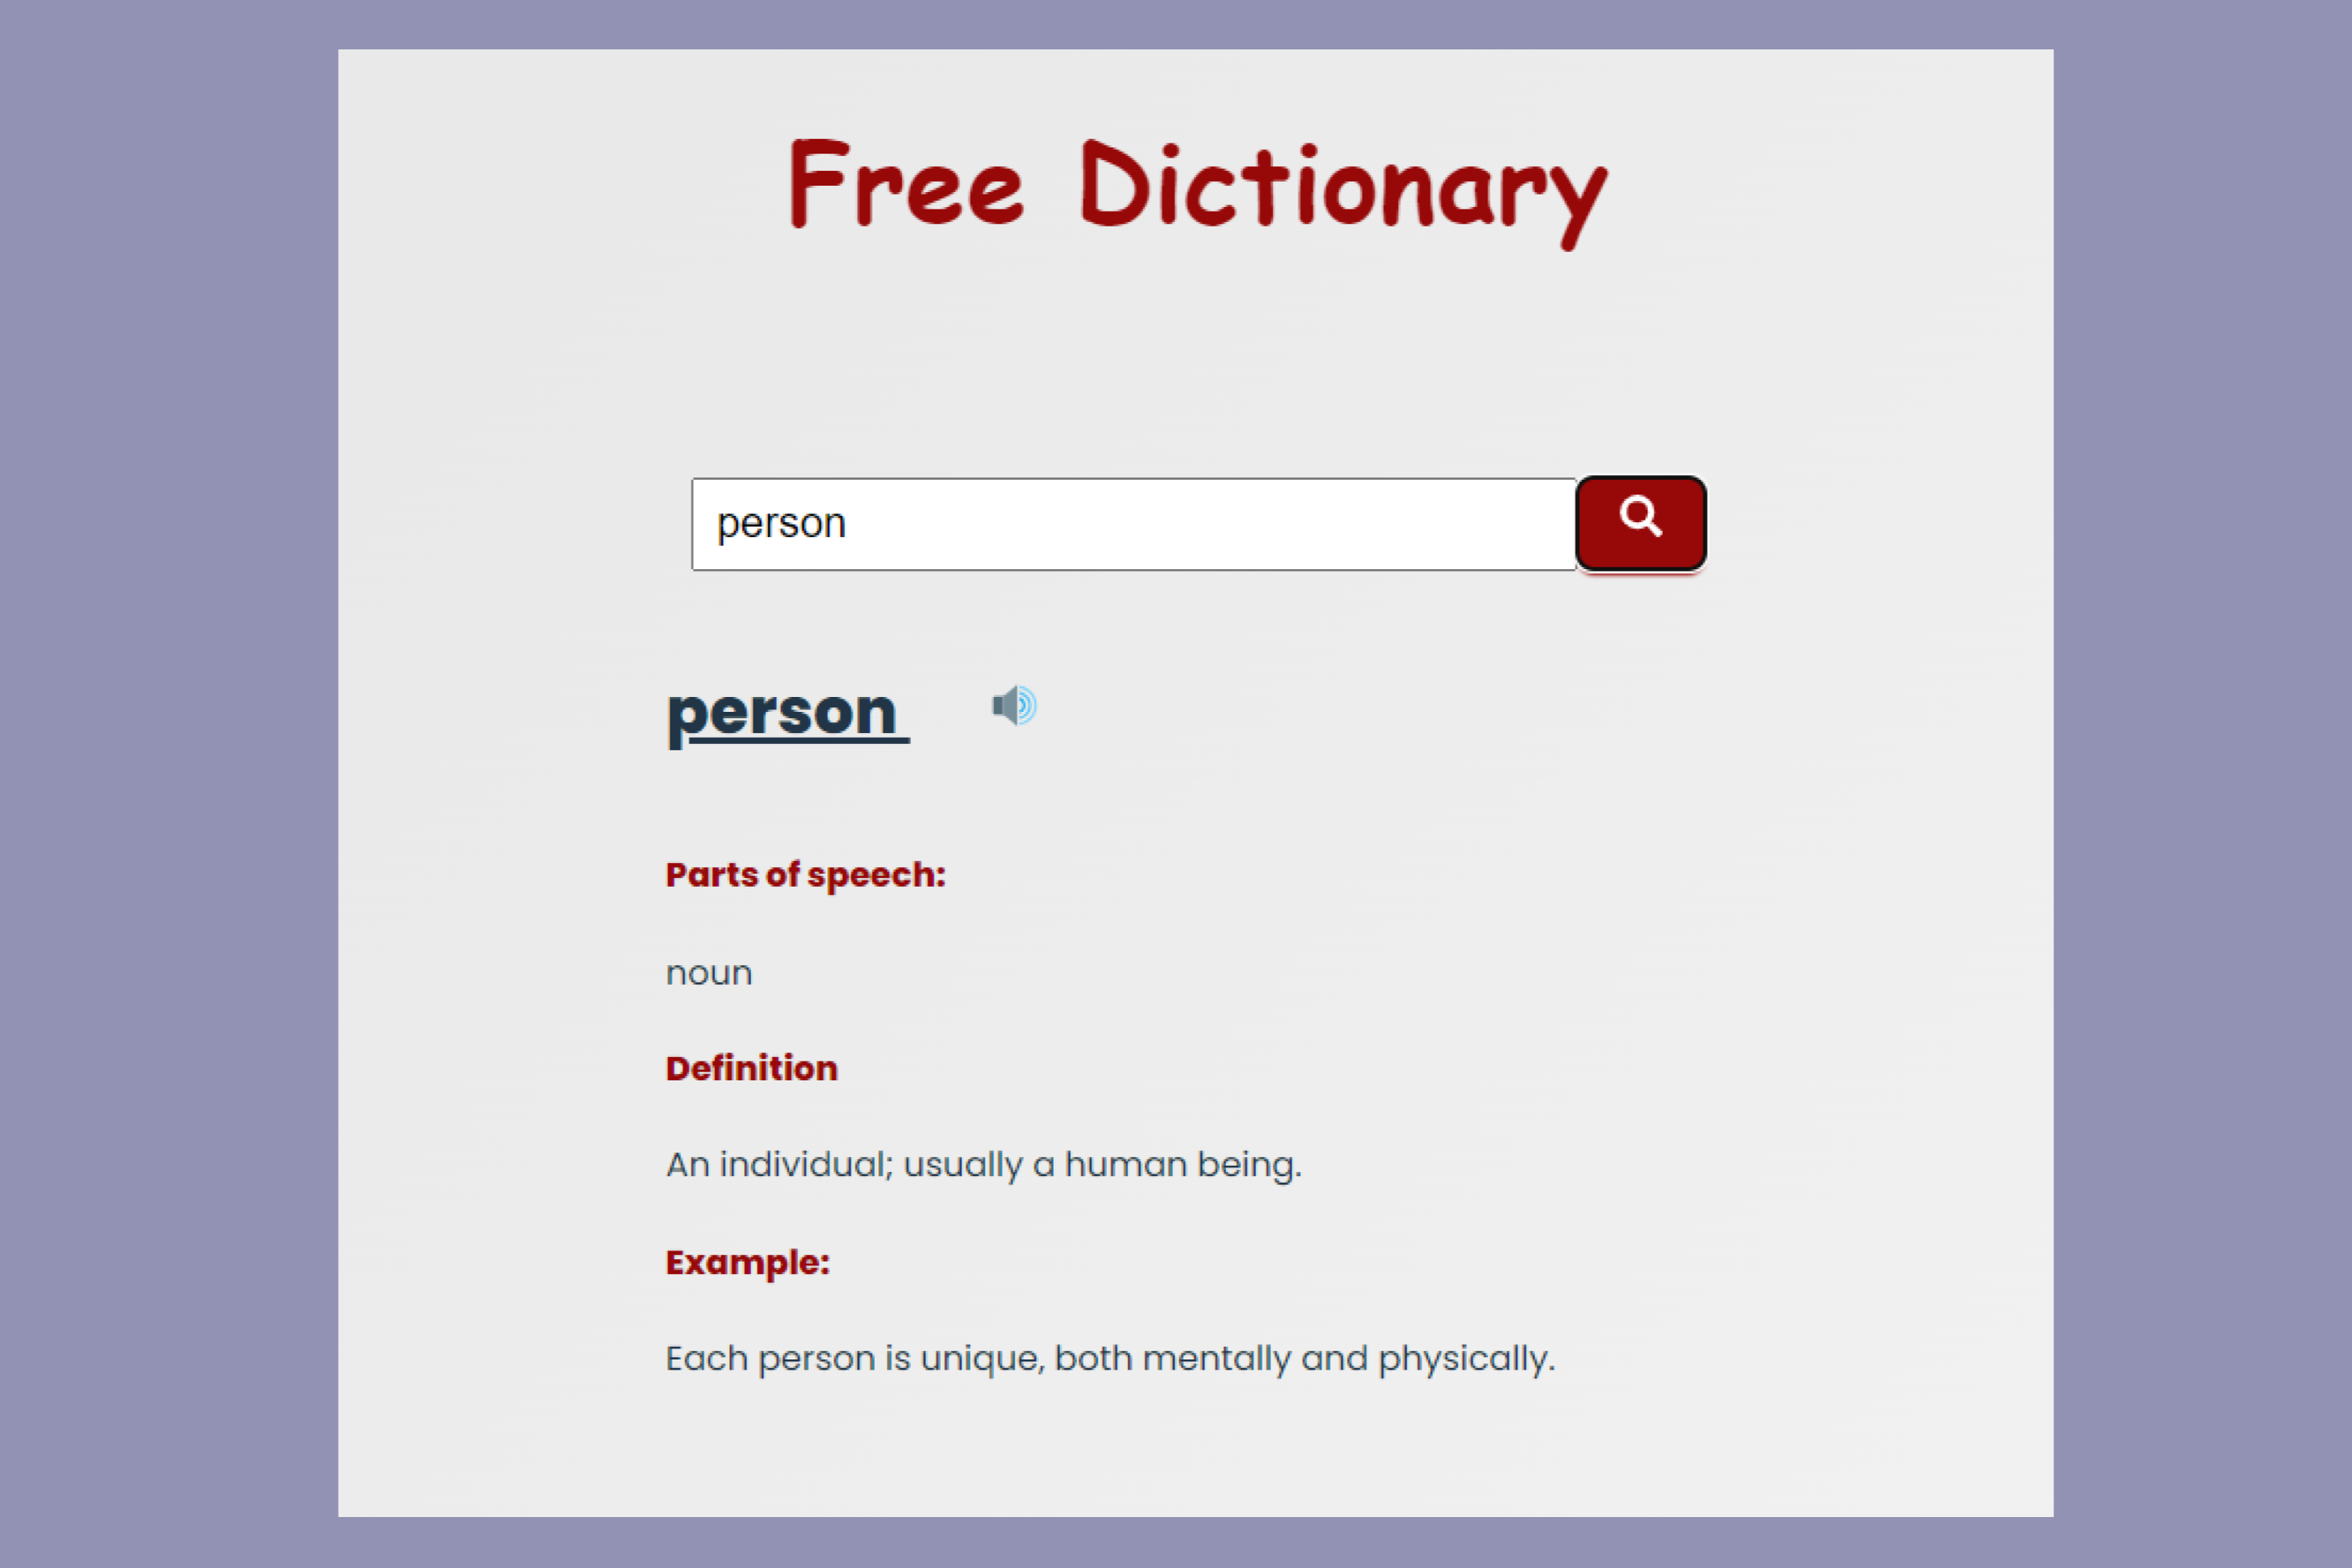 Free Dictionary
person
person
Parts of speech:
noun
Definition
An individual; usually a human being.
Example:
Each person is unique, both mentally and physically.